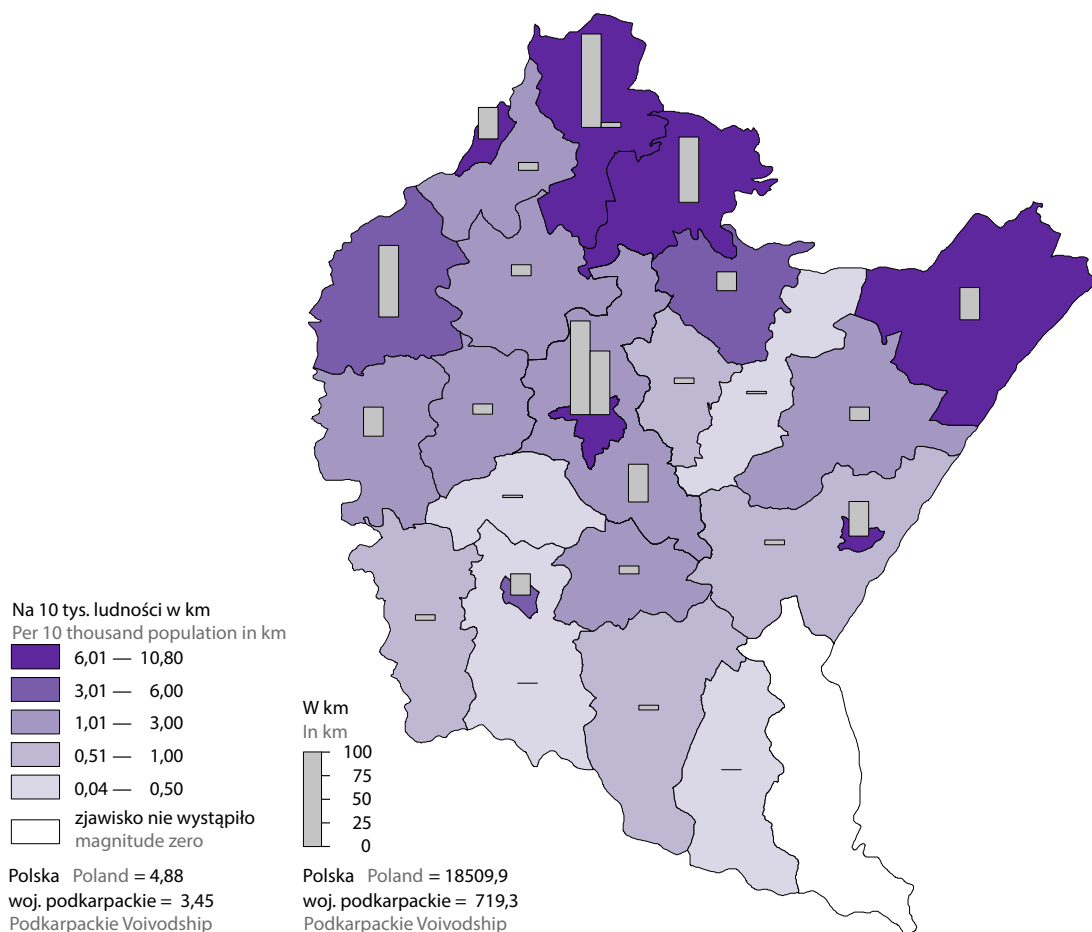 Na 10 tys. ludności w km
Per 10 thousand population in km
6,01 — 10,80
3,01 — 6,00
1,01 — 3,00
0,51 — 1,00
0,04 — 0,50
zjawisko nie wystąpiło
magnitude zero
Polska Poland = 4,88
woj. podkarpackie = 3,45
Podkarpackie Voivodship
W km
In km
100
75
50
25
0
Polska Poland = 18509,9
woj. podkarpackie = 719,3
Podkarpackie Voivodship